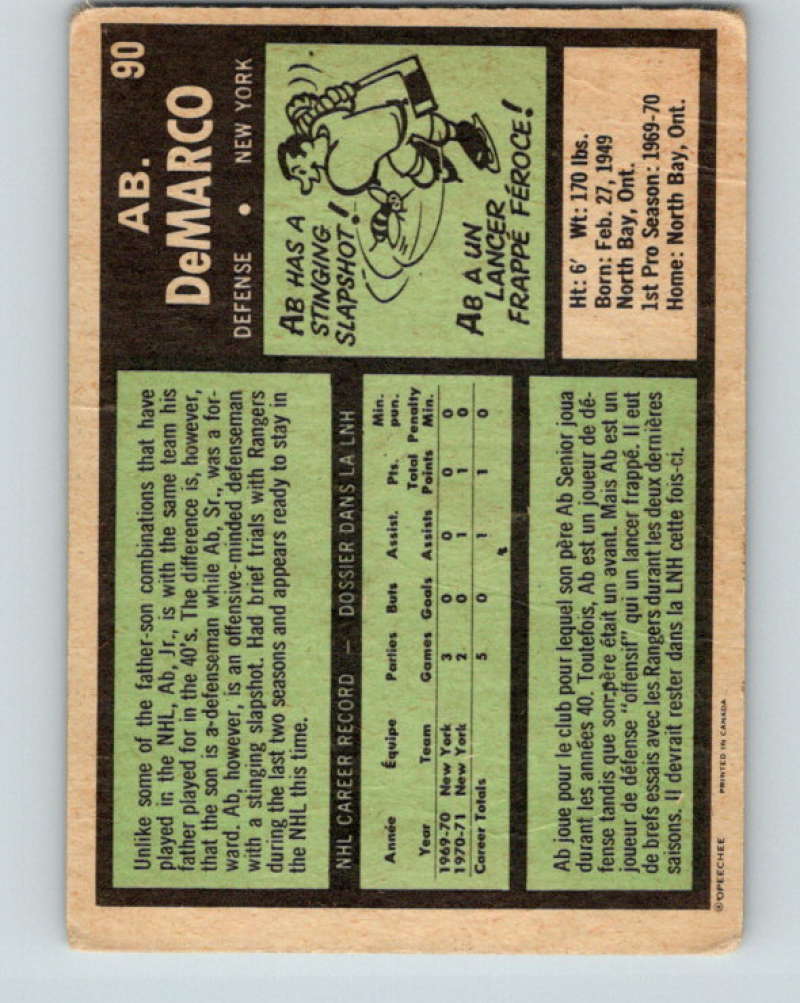 90
AB.
DeMARCO
DEFENSE • NEW YORK
AB HAS A
STINGING
SLAPSHOT!
AB A UN
LANCER
FRAPPÉ FÉROCE!
Ht: 6' Wt: 170 lbs.
Born: Feb. 27, 1949
North Bay, Ont.
1st Pro Season: 1969-70
Home: North Bay, Ont.
Unlike some of the father-son combinations that have
played in the NHL, Ab, Jr., is with the same team his
father played for in the 40's. The difference is, however,
that the son is a defenseman while Ab, Sr., was a for-
ward. Ab, however, is an offensive-minded defenseman
with a stinging slapshot. Had brief trials with Rangers
during the last two seasons and appears ready to stay in
the NHL this time.
NHL CAREER RECORD — DOSSIER DANS LA LNH
Année Équipe Parties Buts Assist. Pts. Min. pun.
Year Team Games Goals Assists Total Points Penalty Min.
1969-70 New York 3 0 0 0 0
1970-71 New York 2 0 1 1 0
Career Totals 5 0 1 1 0
Ab joue pour le club pour lequel son père Ab Senior joua
durant les années 40. Toutefois, Ab est un joueur de dé-
fense tandis que son père était un avant. Mais Ab est un
joueur de défense "offensif" qui un lancer frappé. Il eut
de brefs essais avec les Rangers durant les deux dernières
saisons. Il devrait rester dans la LNH cette fois-ci.
© OPEECHEE PRINTED IN CANADA